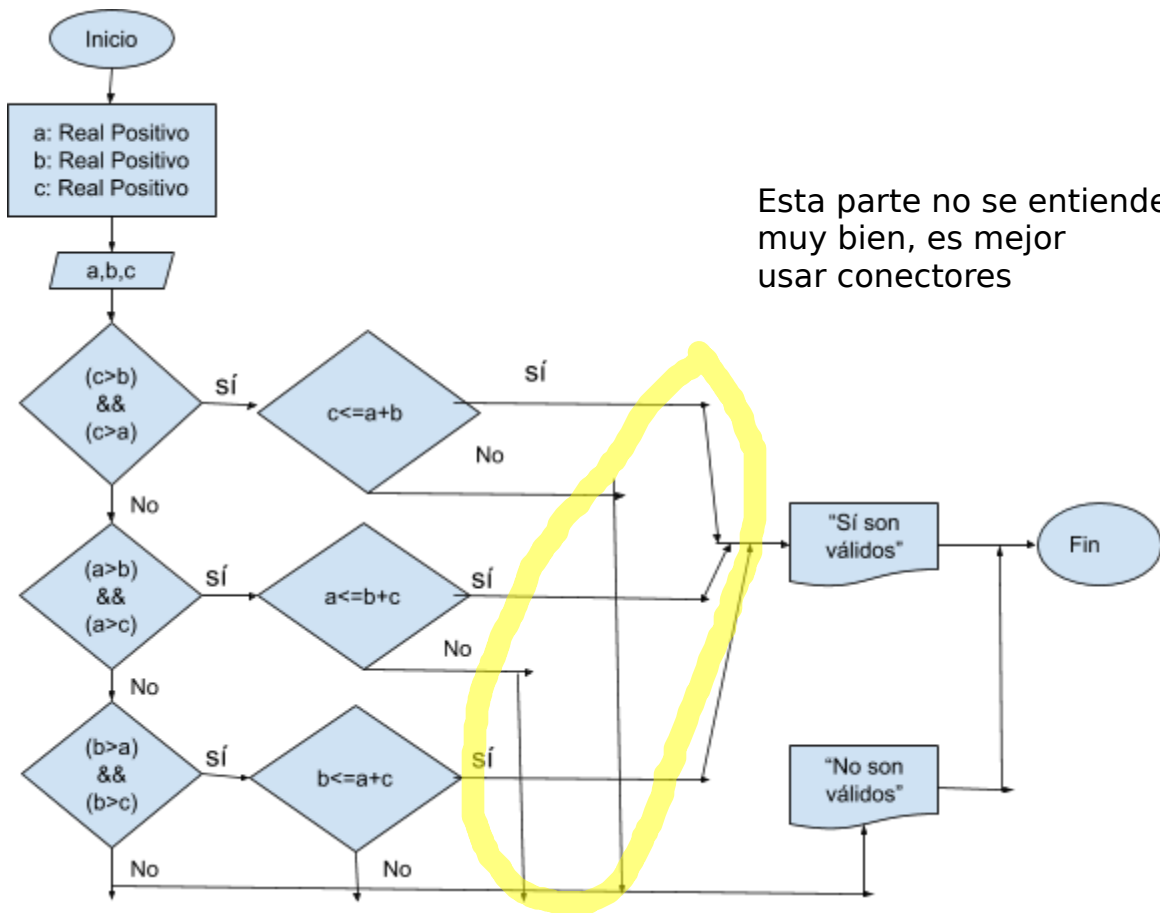 Inicio
a: Real Positivo
b: Real Positivo
c: Real Positivo
Esta parte no se entiende
muy bien, es mejor
usar conectores
a,b,c
(c>b)
&&
(c>a)
sí
c<=a+b
sí
No
No
(a>b)
&&
(a>c)
sí
a<=b+c
sí
No
"Sí son
válidos"
Fin
No
(b>a)
&&
(b>c)
sí
b<=a+c
sí
"No son
válidos"
No
No